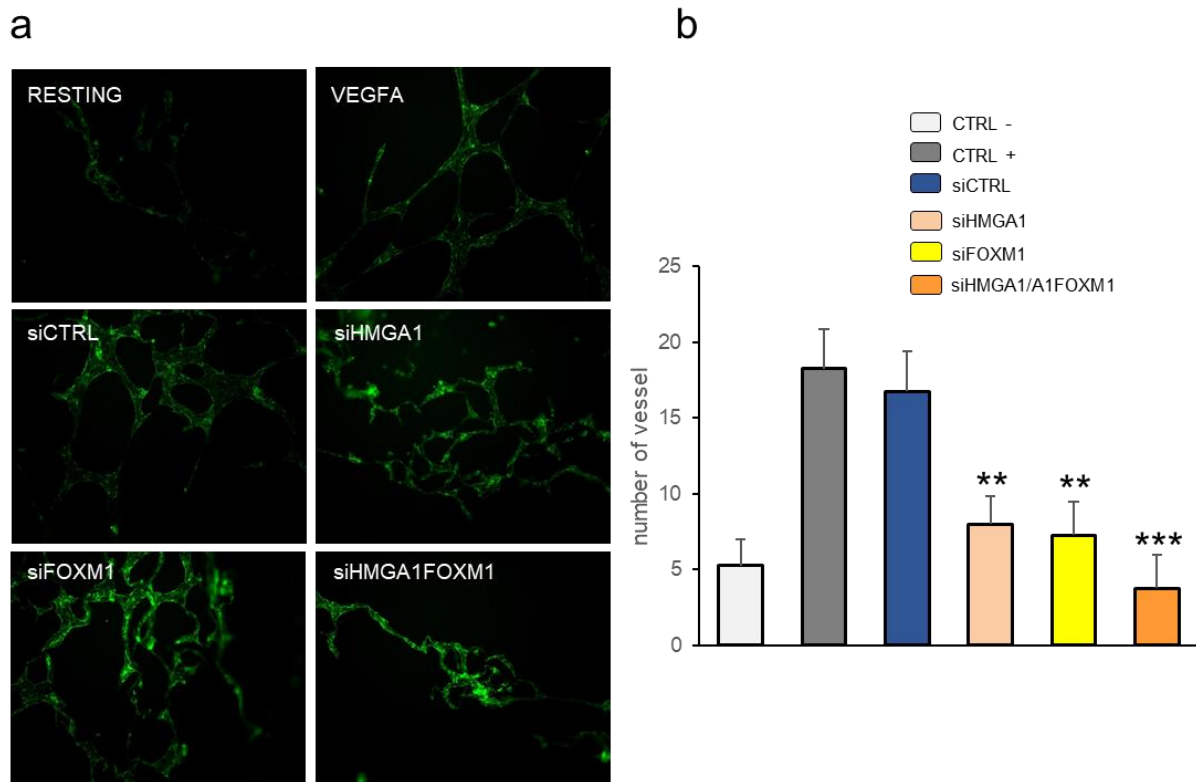 a
RESTING
VEGFA
siCTRL
siHMGA1
siFOXM1
siHMGA1FOXM1
b
CTRL -
CTRL +
siCTRL
siHMGA1
siFOXM1
siHMGA1/A1FOXM1
number of vessel
25
20
15
10
5
0
**
**
***